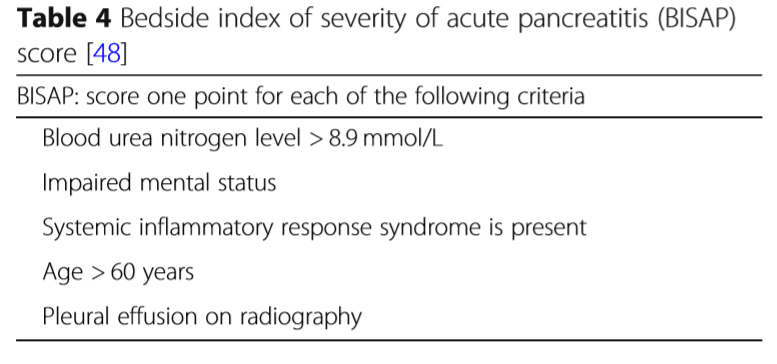 Table 4 Bedside index of severity of acute pancreatitis (BISAP)
score [48]
BISAP: score one point for each of the following criteria
Blood urea nitrogen level > 8.9 mmol/L
Impaired mental status
Systemic inflammatory response syndrome is present
Age > 60 years
Pleural effusion on radiography